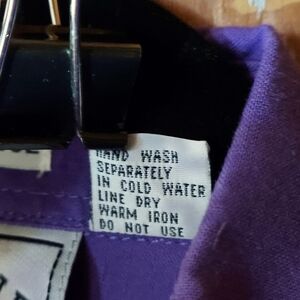 HAND WASH
SEPARATELY
IN COLD WATER
LINE DRY
WARM IRON
DO NOT USE